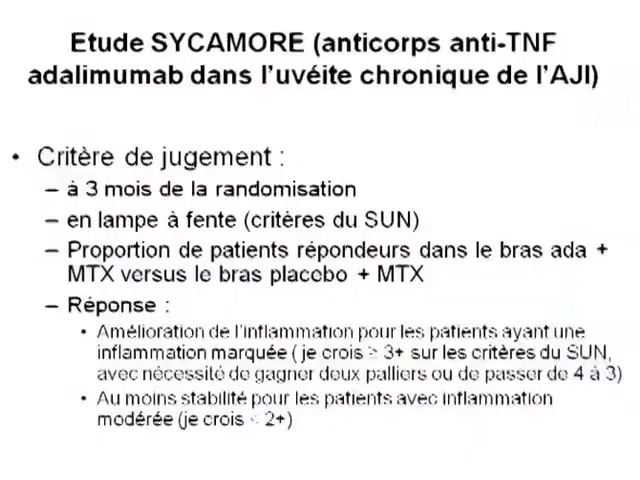 Etude SYCAMORE (anticorps anti-TNF
adalimumab dans l'uvéite chronique de l'AJI)
• Critère de jugement :
– à 3 mois de la randomisation
– en lampe à fente (critères du SUN)
– Proportion de patients répondeurs dans le bras ada +
MTX versus le bras placebo + MTX
– Réponse :
• Amélioration de l'inflammation pour les patients ayant une
inflammation marquée ( je crois ≥ 3+ sur les critères du SUN,
avec nécessité de gagner deux palliers ou de passer de 4 à 3)
• Au moins stabilité pour les patients avec inflammation
modérée (je crois 2+)